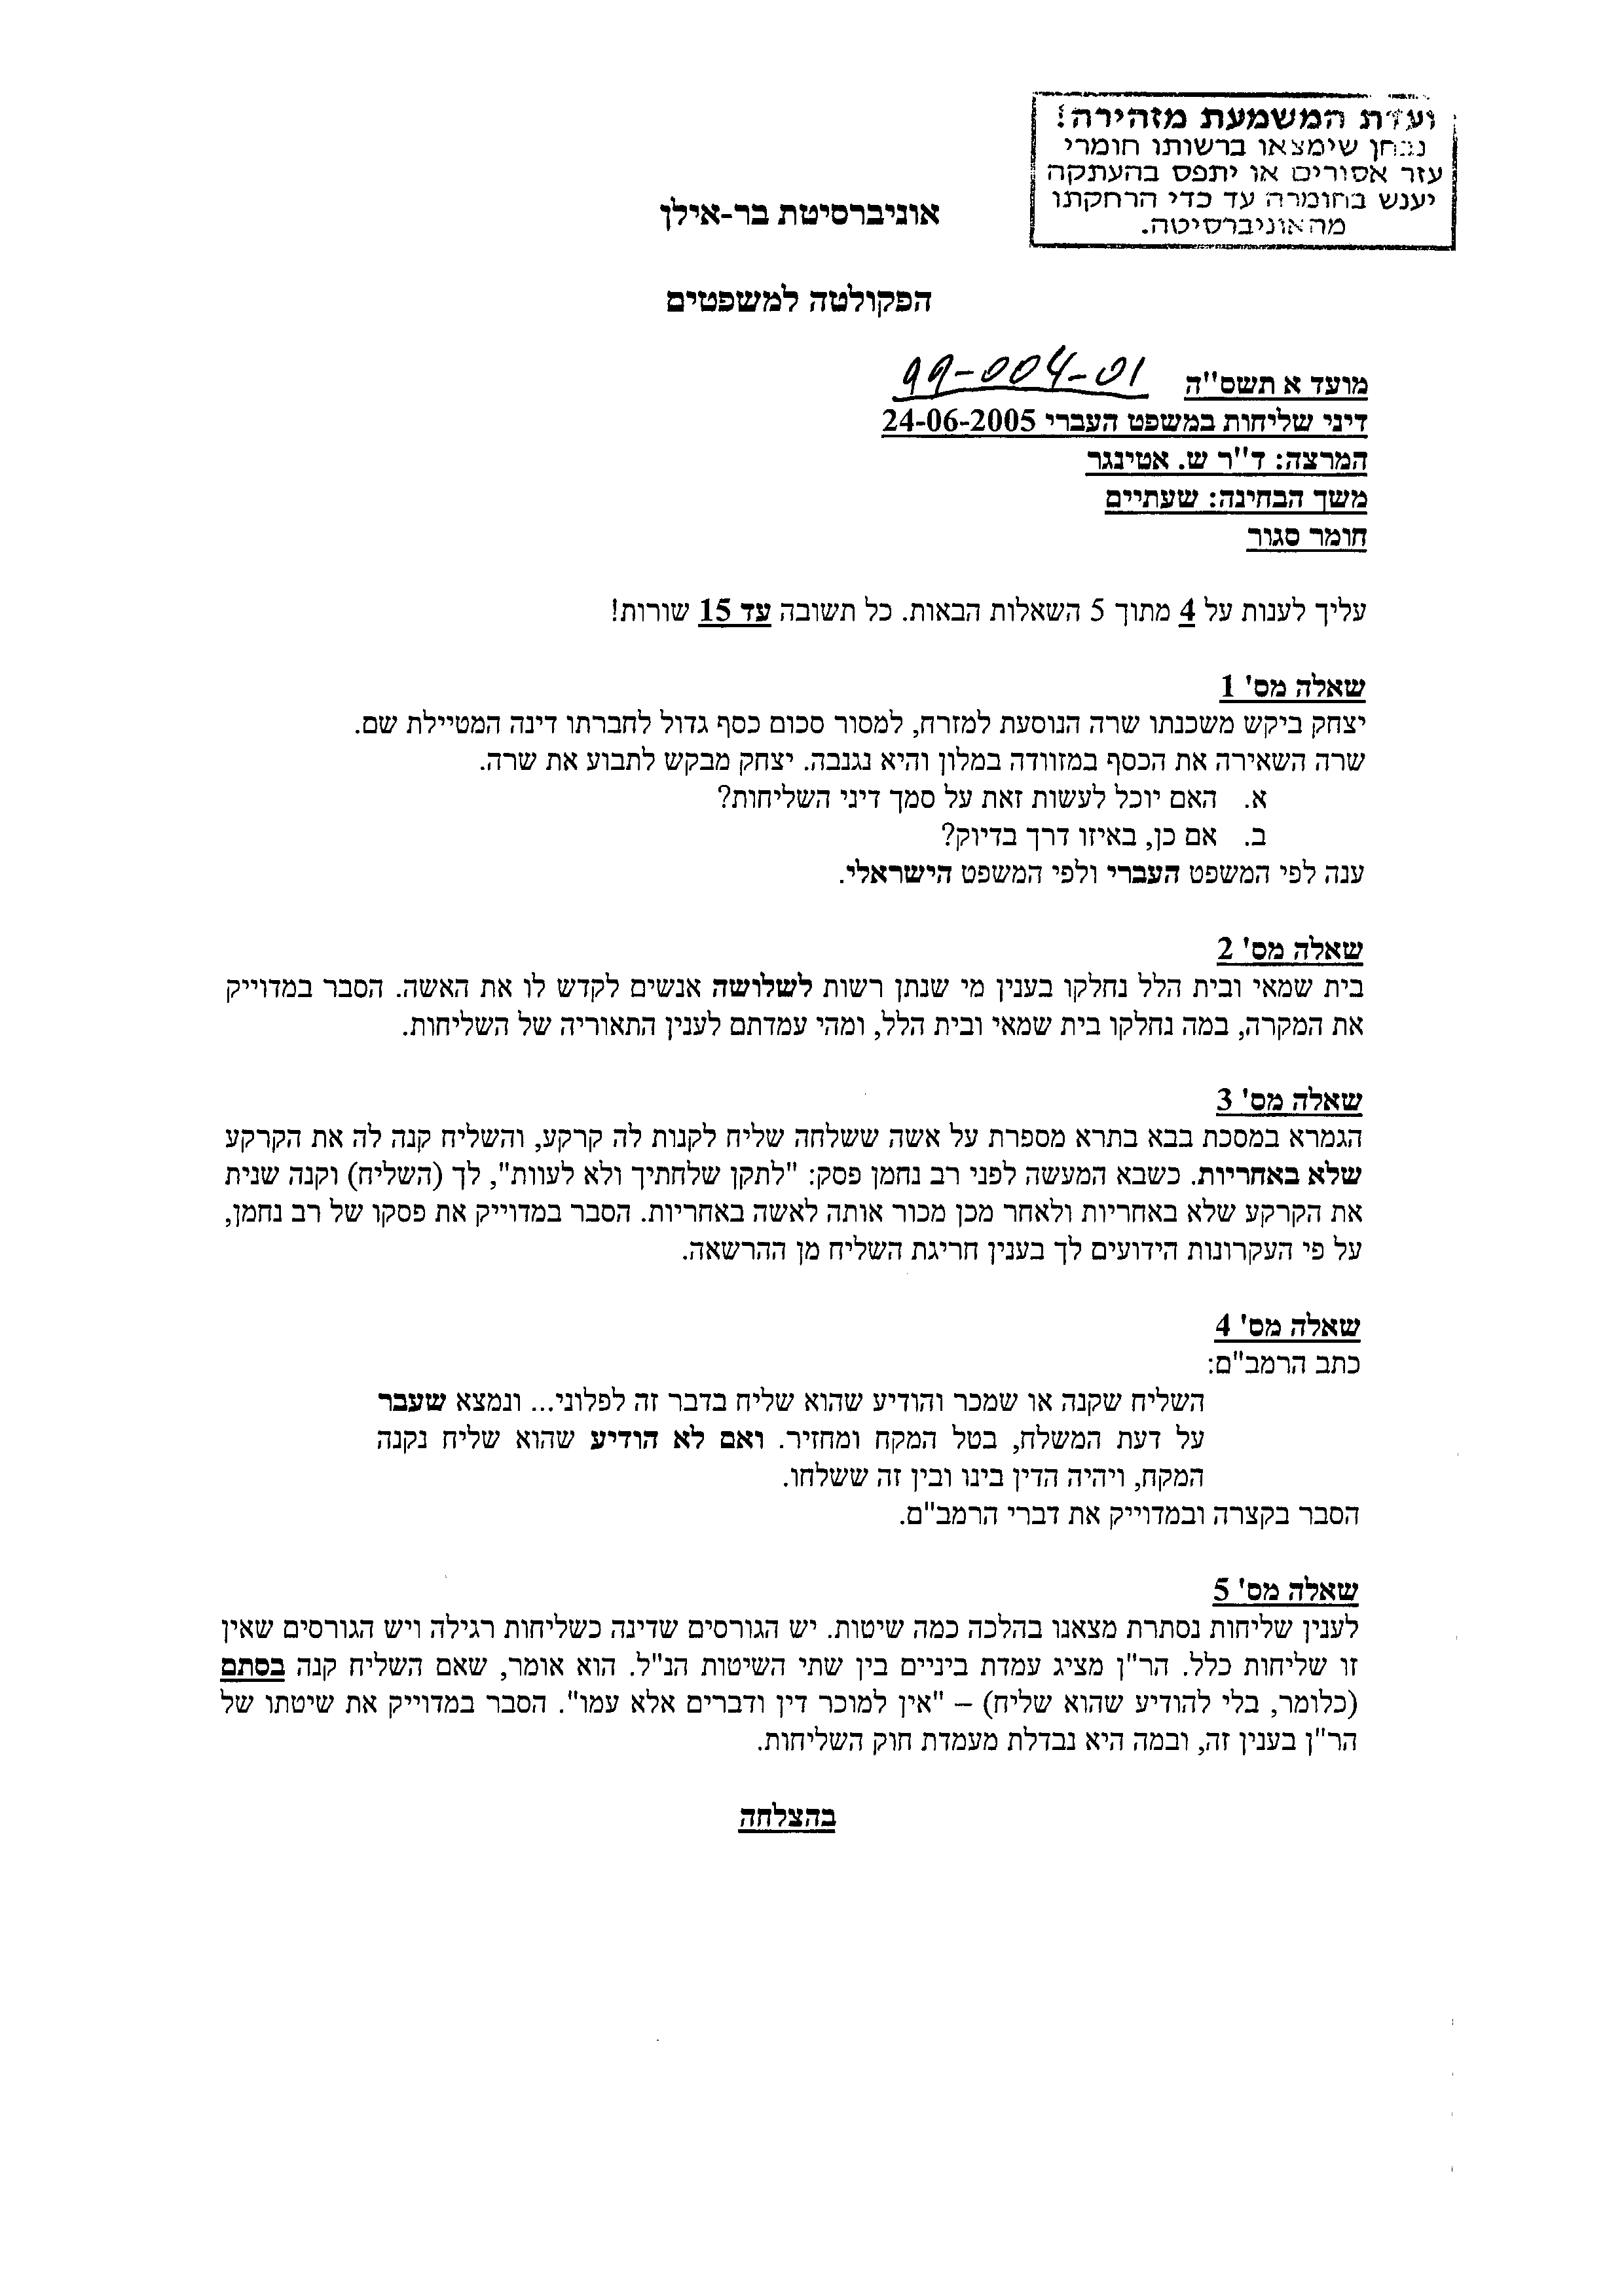 ועדת המשמעת מזהירה!
נבחן שימצאו ברשותו חומרי
עזר אסורים או יתפס בהעתקה
יענש בחומרה עד כדי הרחקתו
מהאוניברסיטה.
אוניברסיטת בר-אילן
הפקולטה למשפטים
מועד א תשס"ה 99-004-01
דיני שליחות במשפט העברי 24-06-2005
המרצה: ד"ר ש. אטינגר
משך הבחינה: שעתיים
חומר סגור
עליך לענות על 4 מתוך 5 השאלות הבאות. כל תשובה עד 15 שורות!
שאלה מס' 1
יצחק ביקש משכנתו שרה הנוסעת למזרח, למסור סכום כסף גדול לחברתו דינה המטיילת שם.
שרה השאירה את הכסף במזוודה במלון והיא נגנבה. יצחק מבקש לתבוע את שרה.
א. האם יוכל לעשות זאת על סמך דיני השליחות?
ב. אם כן, באיזו דרך בדיוק?
ענה לפי המשפט העברי ולפי המשפט הישראלי.
שאלה מס' 2
בית שמאי ובית הלל נחלקו בענין מי שנתן רשות לשלושה אנשים לקדש לו את האשה. הסבר במדוייק
את המקרה, במה נחלקו בית שמאי ובית הלל, ומהי עמדתם לענין התאוריה של השליחות.
שאלה מס' 3
הגמרא במסכת בבא בתרא מספרת על אשה ששלחה שליח לקנות לה קרקע, והשליח קנה לה את הקרקע
שלא באחריות. כשבא המעשה לפני רב נחמן פסק: "לתקן שלחתיך ולא לעוות", לך (השליח) וקנה שנית
את הקרקע שלא באחריות ולאחר מכן מכור אותה לאשה באחריות. הסבר במדוייק את פסקו של רב נחמן,
על פי העקרונות הידועים לך בענין חריגת השליח מן ההרשאה.
שאלה מס' 4
כתב הרמב"ם:
השליח שקנה או שמכר והודיע שהוא שליח בדבר זה לפלוני... ונמצא שעבר
על דעת המשלח, בטל המקח ומחזיר. ואם לא הודיע שהוא שליח נקנה
המקח, ויהיה הדין בינו ובין זה ששלחו.
הסבר בקצרה ובמדוייק את דברי הרמב"ם.
שאלה מס' 5
לענין שליחות נסתרת מצאנו בהלכה כמה שיטות. יש הגורסים שדינה כשליחות רגילה ויש הגורסים שאין
זו שליחות כלל. הר"ן מציג עמדת ביניים בין שתי השיטות הנ"ל. הוא אומר, שאם השליח קנה בסתם
(כלומר, בלי להודיע שהוא שליח) – "אין למוכר דין ודברים אלא עמו". הסבר במדוייק את שיטתו של
הר"ן בענין זה, ובמה היא נבדלת מעמדת חוק השליחות.
בהצלחה